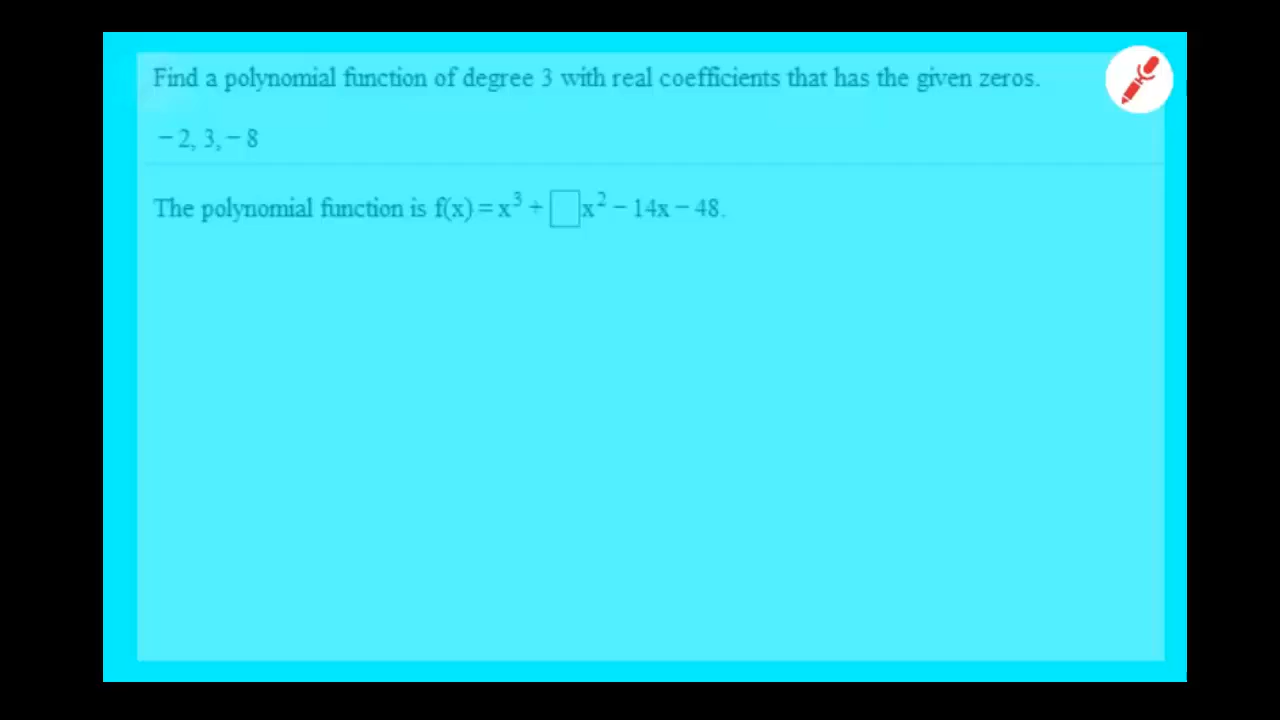 Find a polynomial function of degree 3 with real coefficients that has the given zeros.
− 2, 3, − 8
The polynomial function is f(x) = x³ + □x² − 14x − 48.